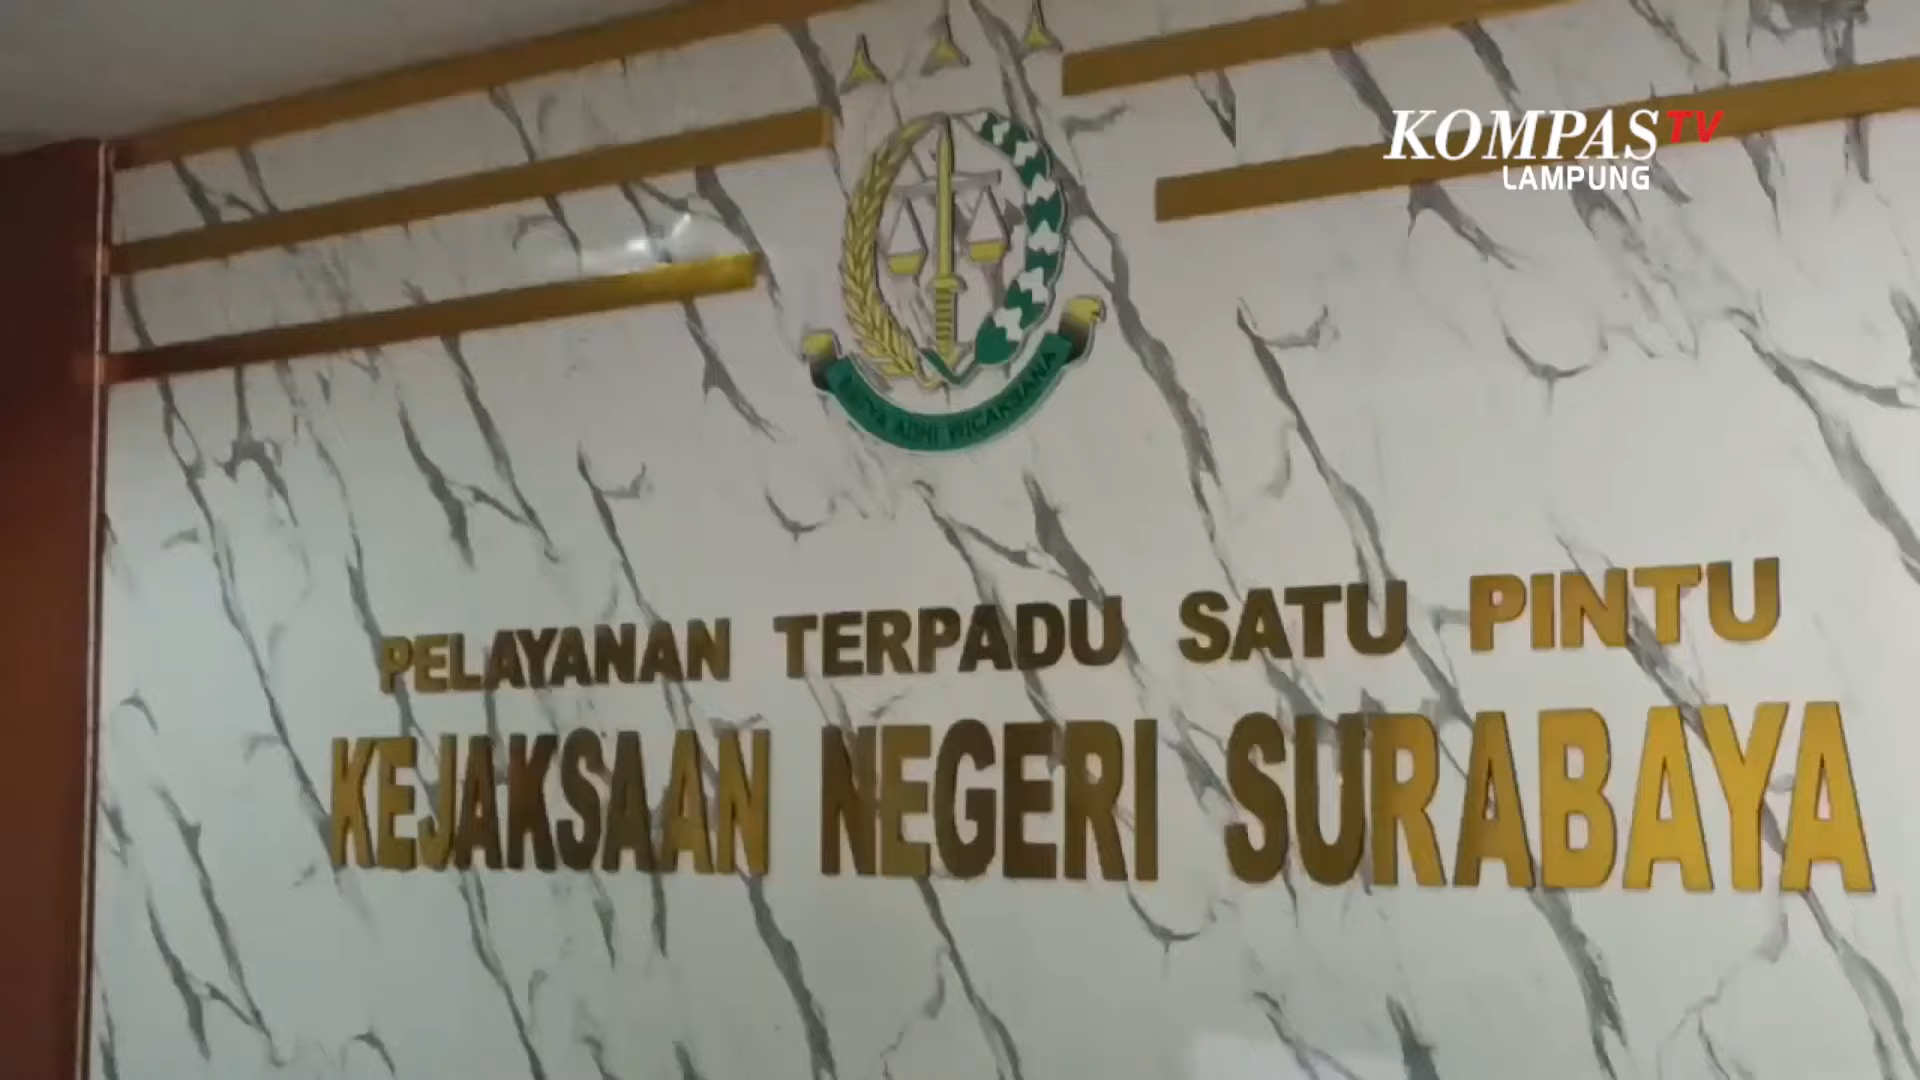 KOMPAS TV
LAMPUNG
SATYA ADHI WICAKSANA
PELAYANAN TERPADU SATU PINTU
KEJAKSAAN NEGERI SURABAYA